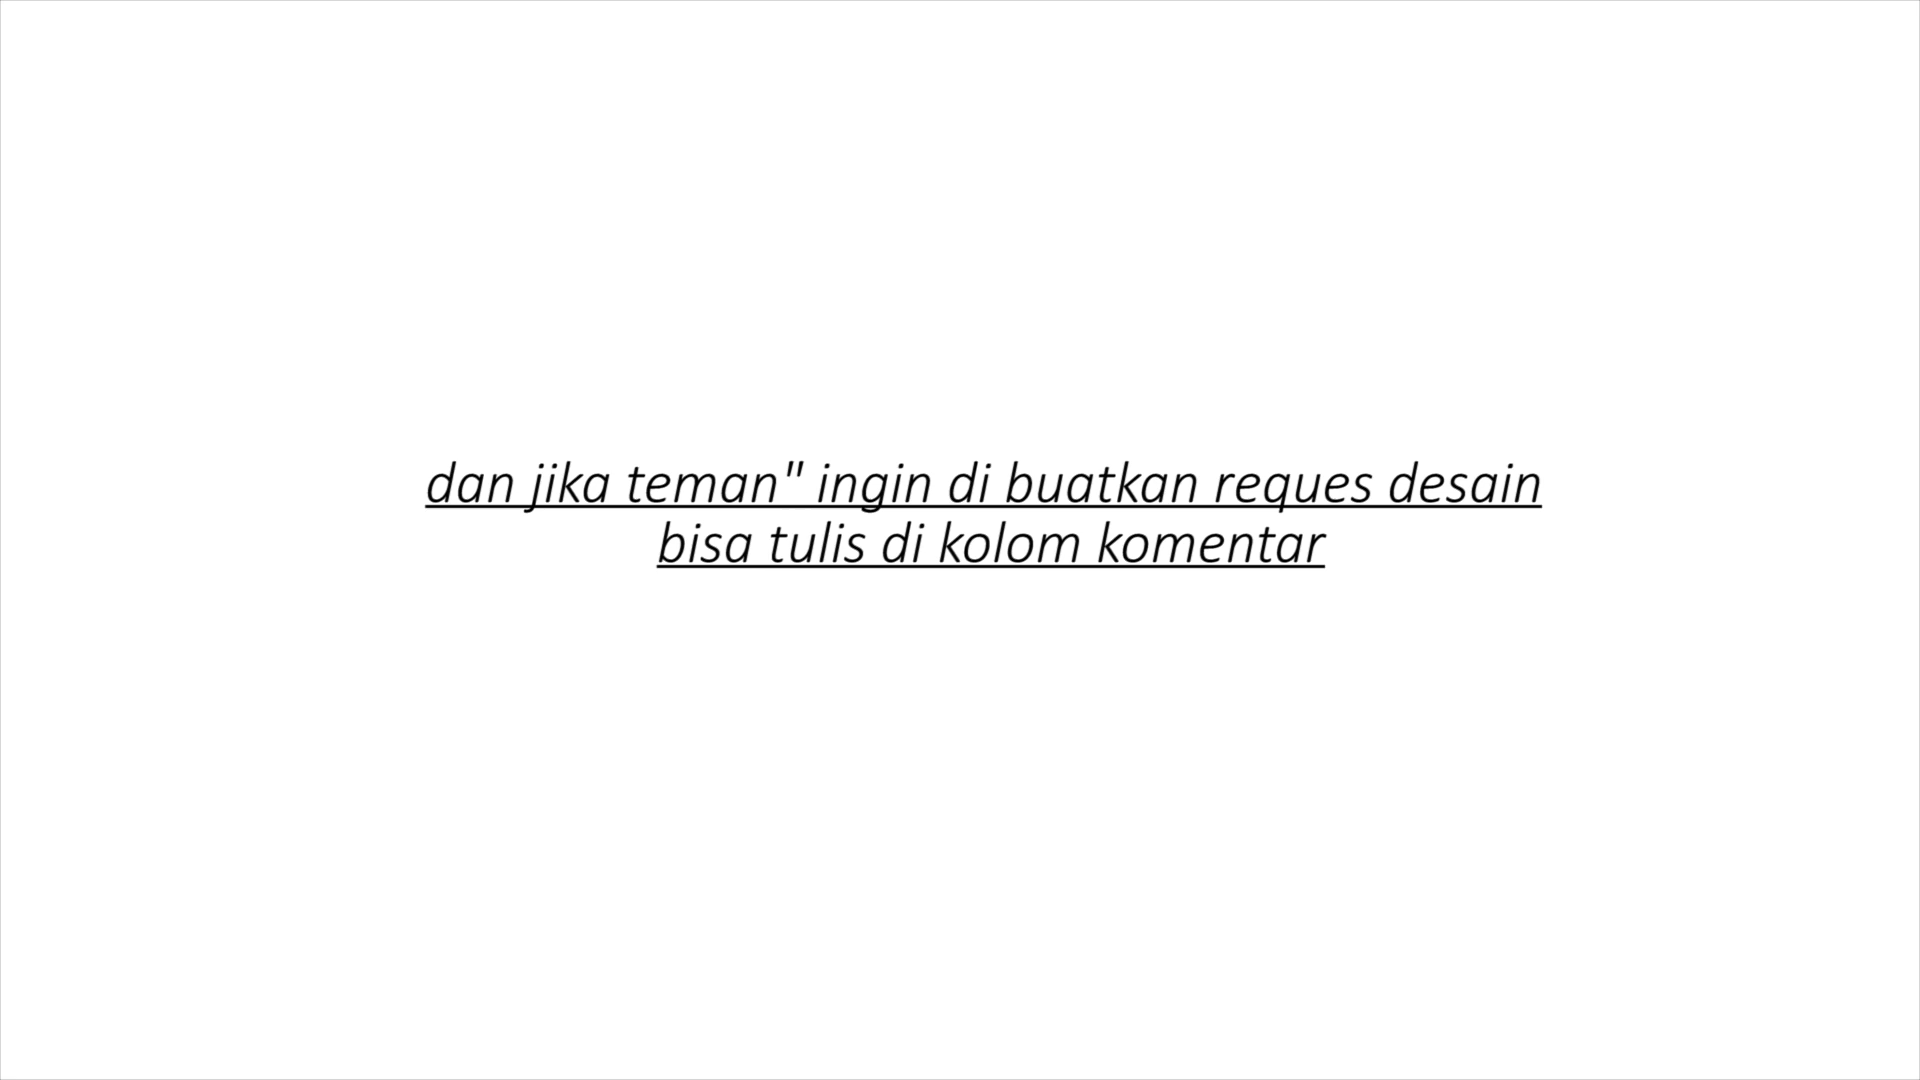 dan jika teman" ingin di buatkan reques desain
bisa tulis di kolom komentar